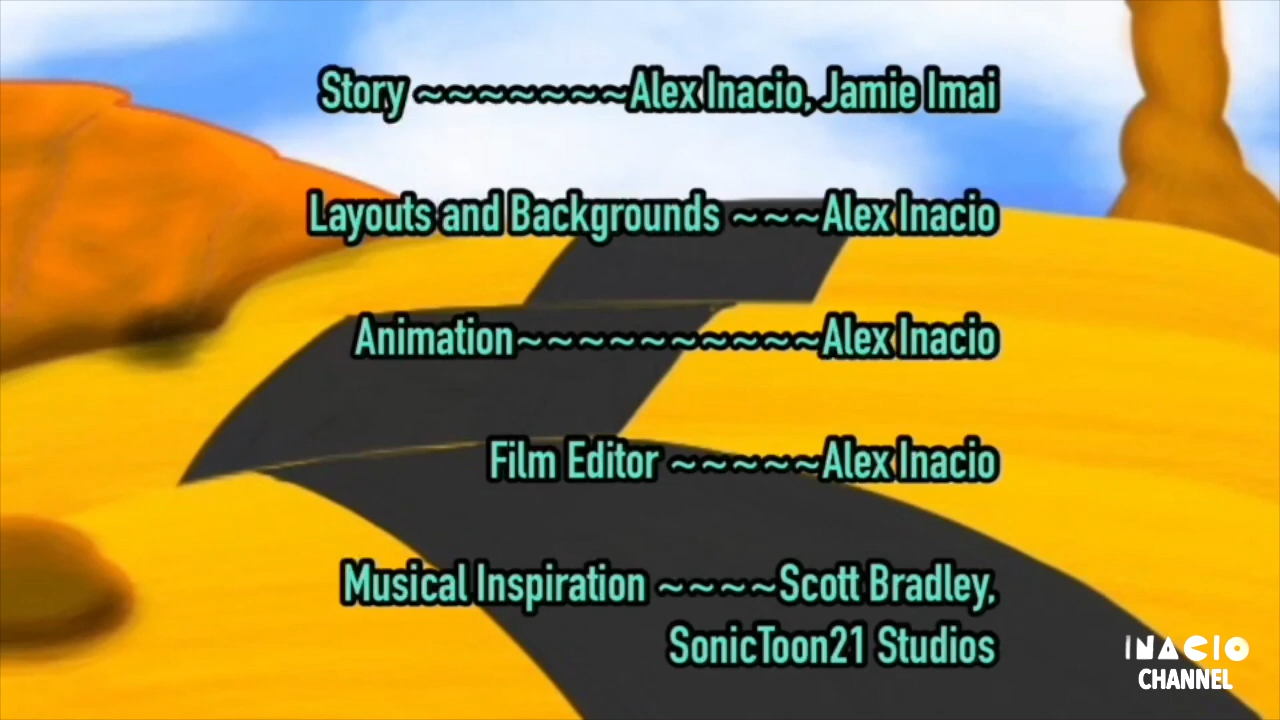 Story ~~~~~~~Alex Inacio, Jamie Imai
Layouts and Backgrounds ~~~Alex Inacio
Animation~~~~~~~~~~Alex Inacio
Film Editor ~~~~~Alex Inacio
Musical Inspiration ~~~~Scott Bradley,
SonicToon21 Studios
INACIO
CHANNEL